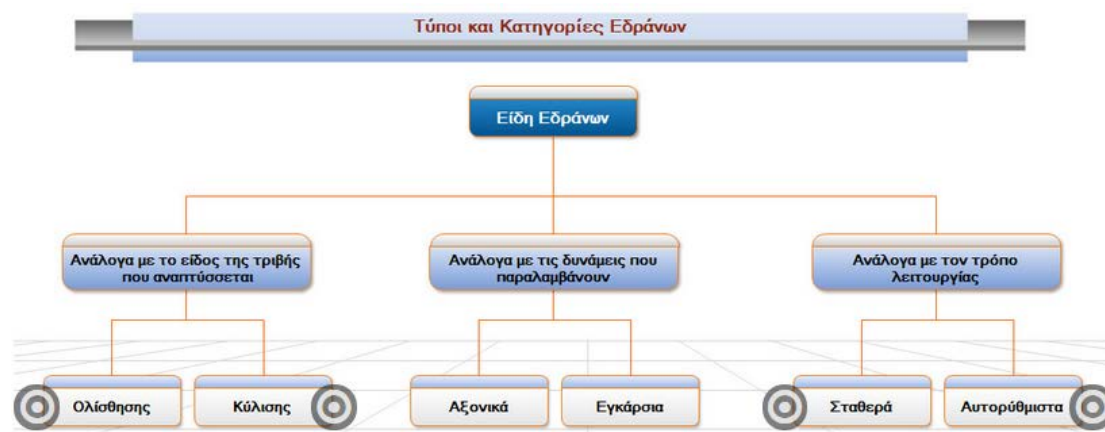 Τύποι και Κατηγορίες Εδράνων
Είδη Εδράνων
Ανάλογα με το είδος της τριβής
που αναπτύσσεται
Ανάλογα με τις δυνάμεις που
παραλαμβάνουν
Ανάλογα με τον τρόπο
λειτουργίας
Ολίσθησης
Κύλισης
Αξονικά
Εγκάρσια
Σταθερά
Αυτορύθμιστα